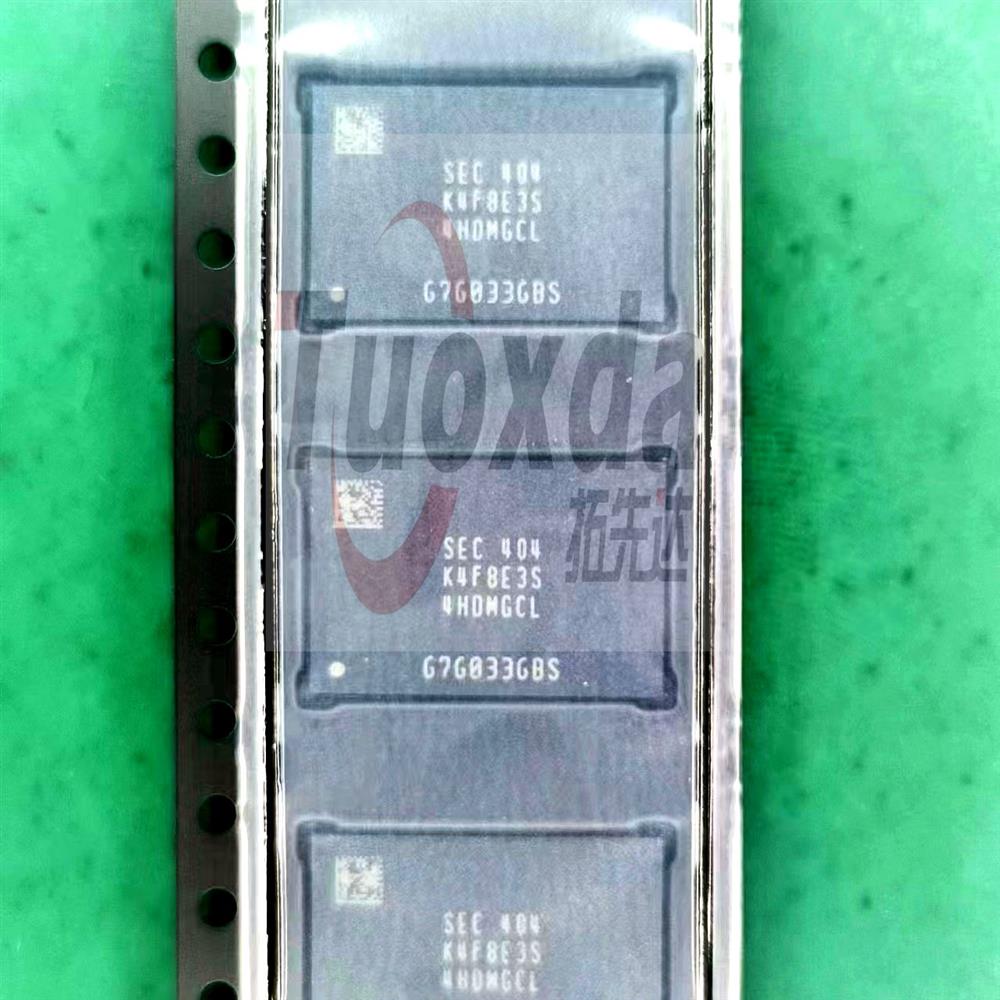 SEC 404
K4F8E3S
4HDMGCL
G7G033GBS
Tuoxda
SEC 404
K4F8E3S
4HDMGCL
拓先达
G7G033GBS
SEC 404
K4F8E3S
4HDMGCL